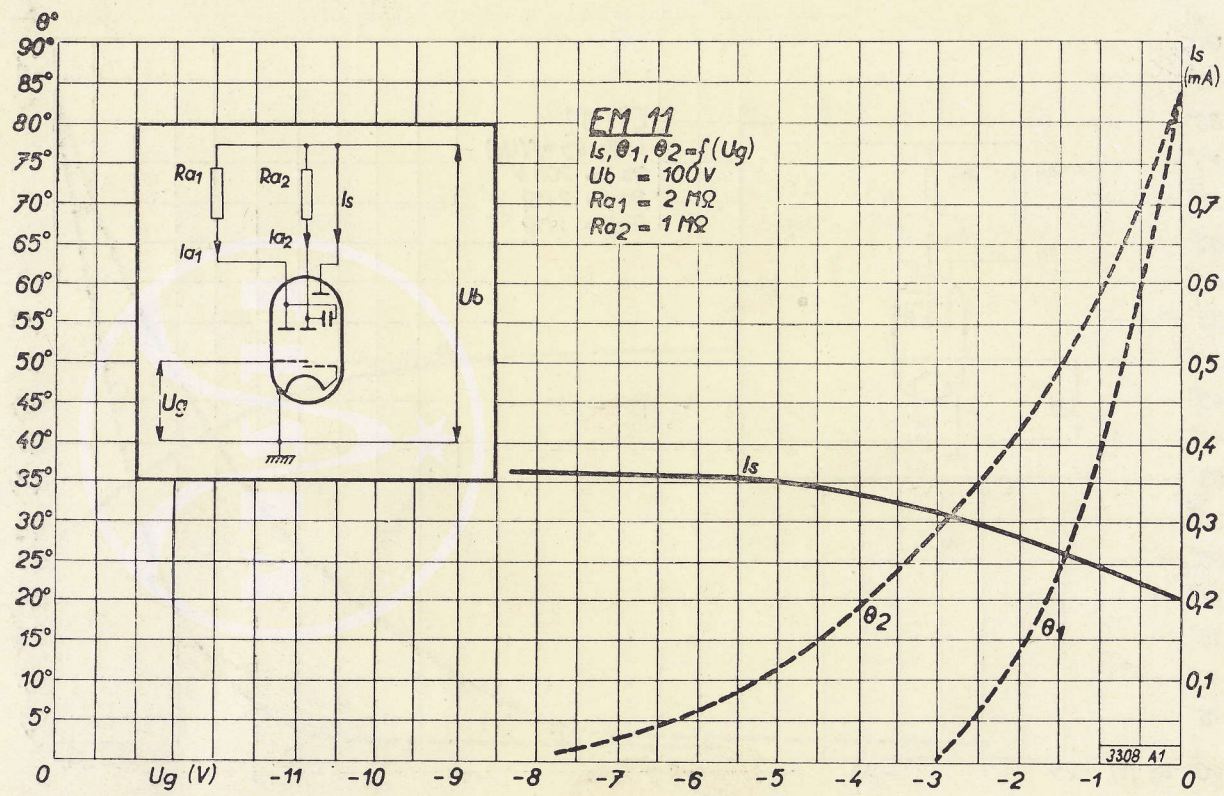 θ°
90°
85°
80°
75°
70°
65°
60°
55°
50°
45°
40°
35°
30°
25°
20°
15°
10°
5°
0
Ra1
Ra2
Is
Ia1
Ia2
Ub
Ug
EM 11
Is, θ1, θ2=f(Ug)
Ub = 100V
Ra1 = 2 MΩ
Ra2 = 1 MΩ
Is
θ2
θ1
Is
(mA)
0,7
0,6
0,5
0,4
0,3
0,2
0,1
3308 A1
Ug (V) -11 -10 -9 -8 -7 -6 -5 -4 -3 -2 -1 0